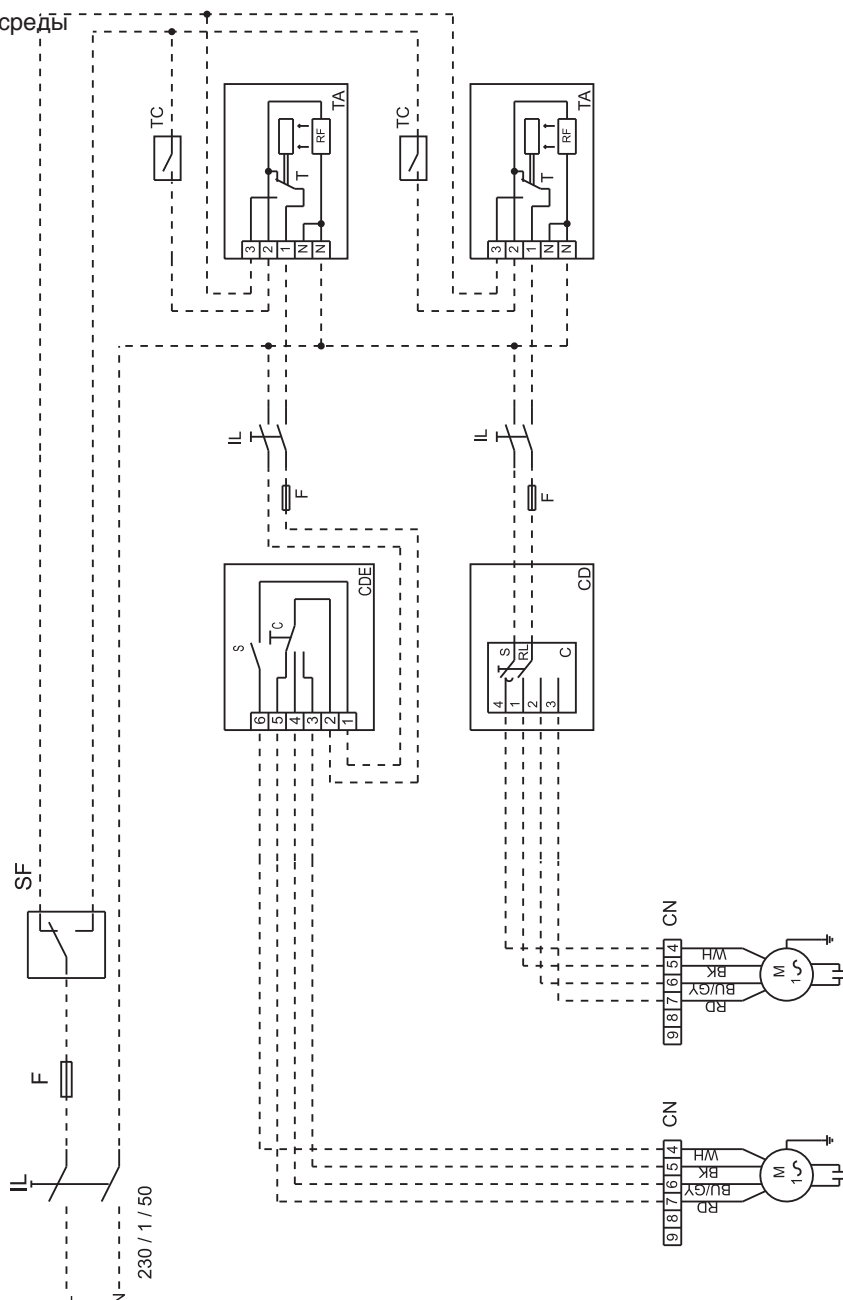 среды
TC
TA
RF
T
3
2
1
N
N
TC
TA
RF
T
3
2
1
N
N
IL
F
IL
F
CDE
S
C
6
5
4
3
2
1
CD
S
RL
C
4
1
2
3
SF
F
IL
230 / 1 / 50
N
CN
4
5
6
7
8
9
WH
BK
BU/GY
RD
M
1
CN
4
5
6
7
8
9
WH
BK
BU/GY
RD
M
1